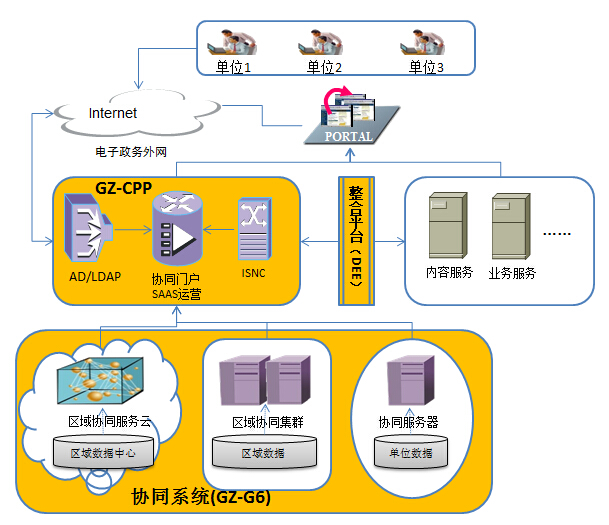 单位1
单位2
单位3
Internet
电子政务外网
PORTAL
GZ-CPP
AD/LDAP
协同门户
SAAS运营
ISNC
整合平台（DEE）
内容服务
业务服务
......
区域协同服务云
区域数据中心
区域协同集群
区域数据
协同服务器
单位数据
协同系统(GZ-G6)